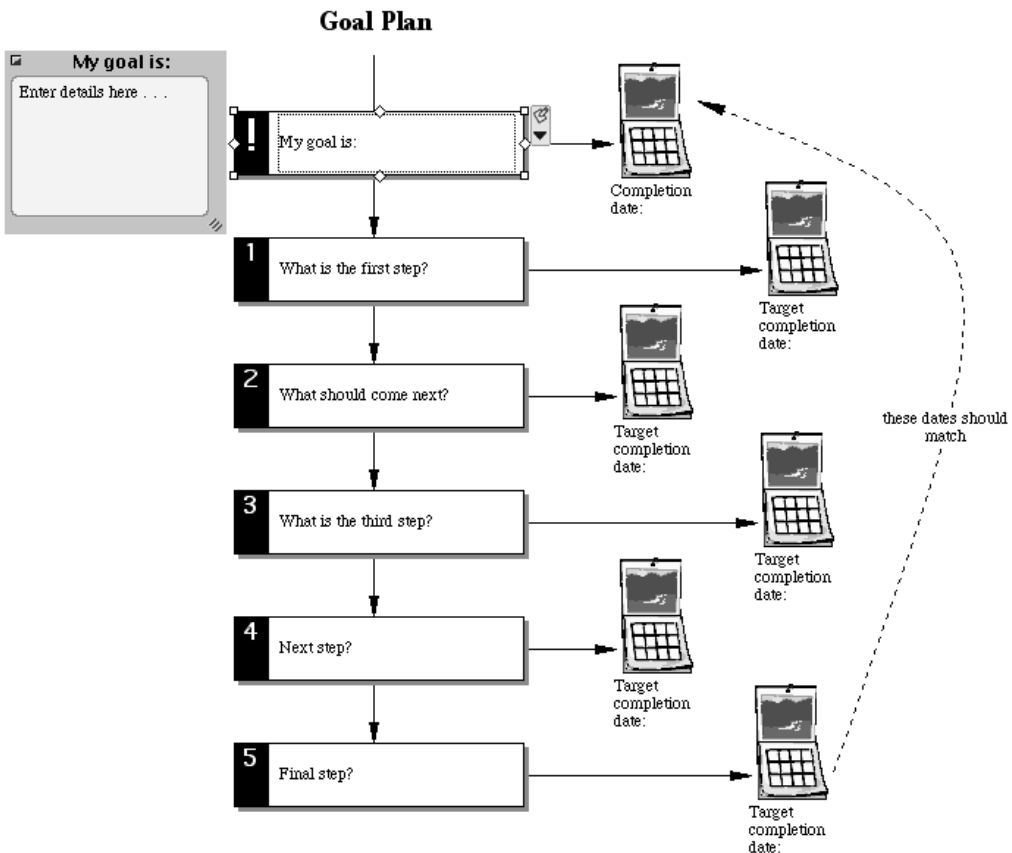 Goal Plan
My goal is:
Enter details here . . .
!
My goal is:
Completion
date:
1
What is the first step?
Target
completion
date:
2
What should come next?
Target
completion
date:
these dates should
match
3
What is the third step?
Target
completion
date:
4
Next step?
Target
completion
date:
5
Final step?
Target
completion
date: